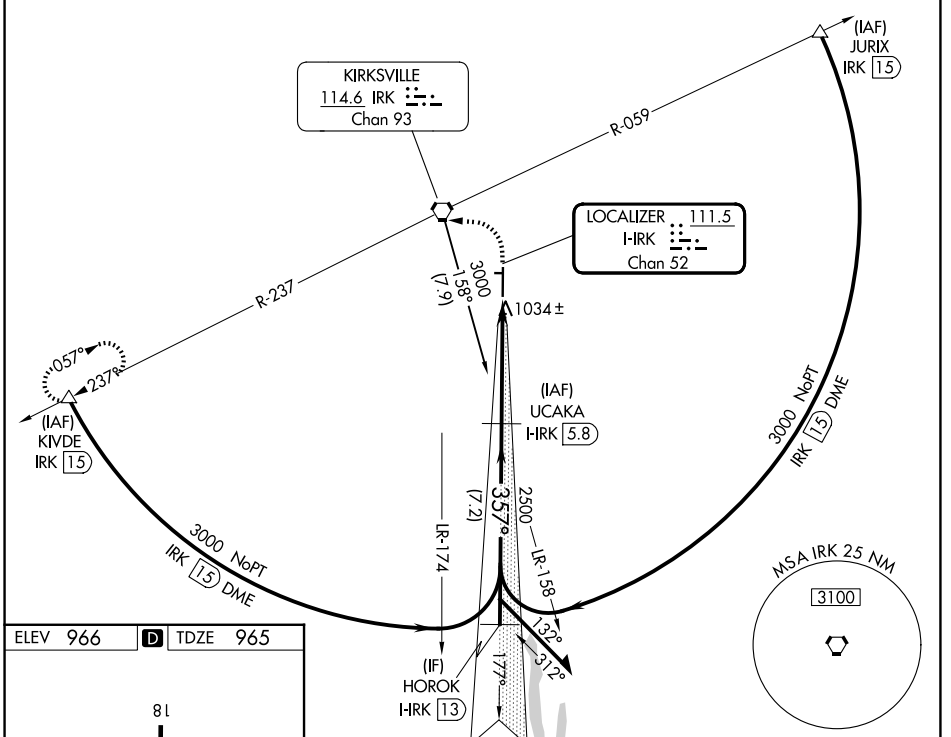 (IAF)
JURIX
IRK 15
KIRKSVILLE
114.6 IRK
Chan 93
R-059
LOCALIZER 111.5
I-IRK
Chan 52
R-237
3000
158°
(7.9)
1034±
057°
237°
(IAF)
KIVDE
IRK 15
(IAF)
UCAKA
I-IRK 5.8
3000 NoPT
IRK 15 DME
LR-174
(7.2)
357°
2500
LR-158
3000 NoPT
IRK 15 DME
MSA IRK 25 NM
3100
132°
312°
177°
(IF)
HOROK
I-IRK 13
ELEV 966 D TDZE 965
18